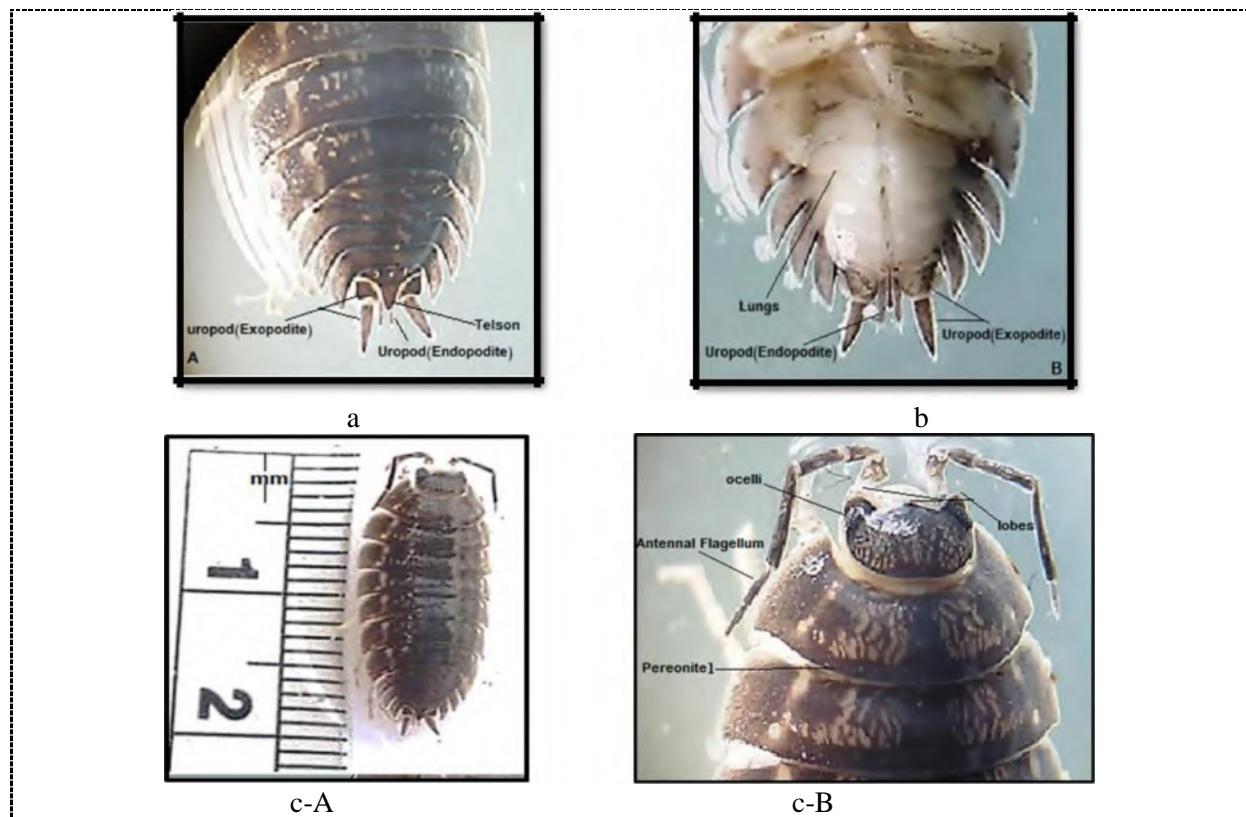 uropod(Exopodite)
Telson
Uropod(Endopodite)
A
Lungs
Uropod(Endopodite)
Uropod(Exopodite)
B
a
b
mm
1
2
ocelli
lobes
Antennal Flagellum
Pereonite1
c-A
c-B